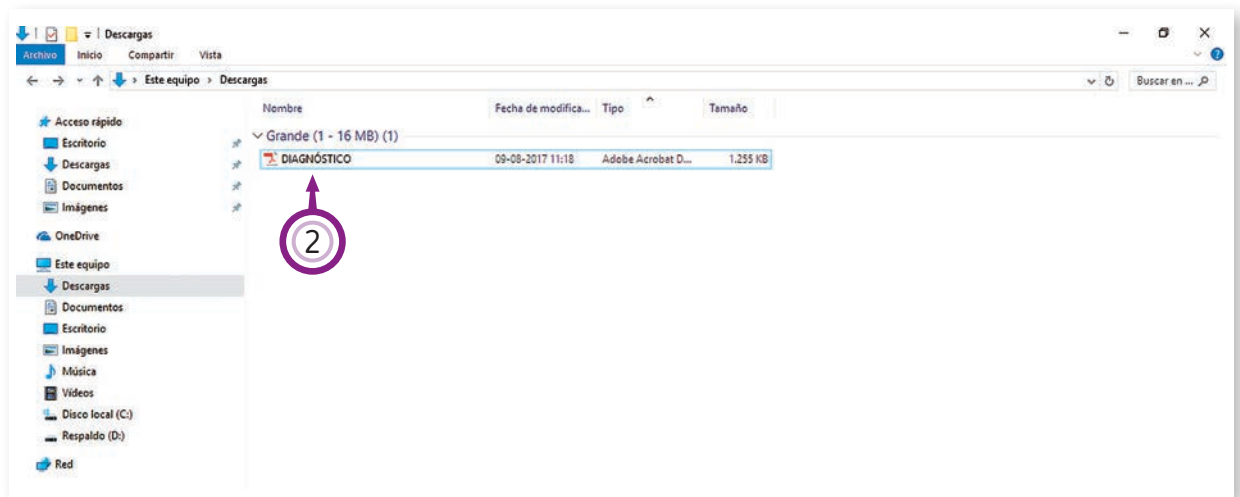 Descargas
Archivo Inicio Compartir Vista
Este equipo > Descargas Buscar en ...
Nombre Fecha de modifica... Tipo Tamaño
Acceso rápido
Grande (1 - 16 MB) (1)
Escritorio
DIAGNÓSTICO 09-08-2017 11:18 Adobe Acrobat D... 1.255 KB
Descargas
Documentos
Imágenes
2
OneDrive
Este equipo
Descargas
Documentos
Escritorio
Imágenes
Música
Vídeos
Disco local (C:)
Respaldo (D:)
Red